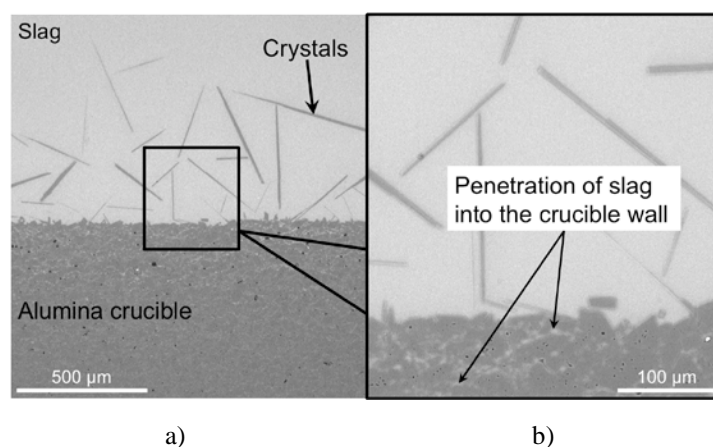 Slag
Crystals
Alumina crucible
500 µm
Penetration of slag
into the crucible wall
100 µm
a)
b)